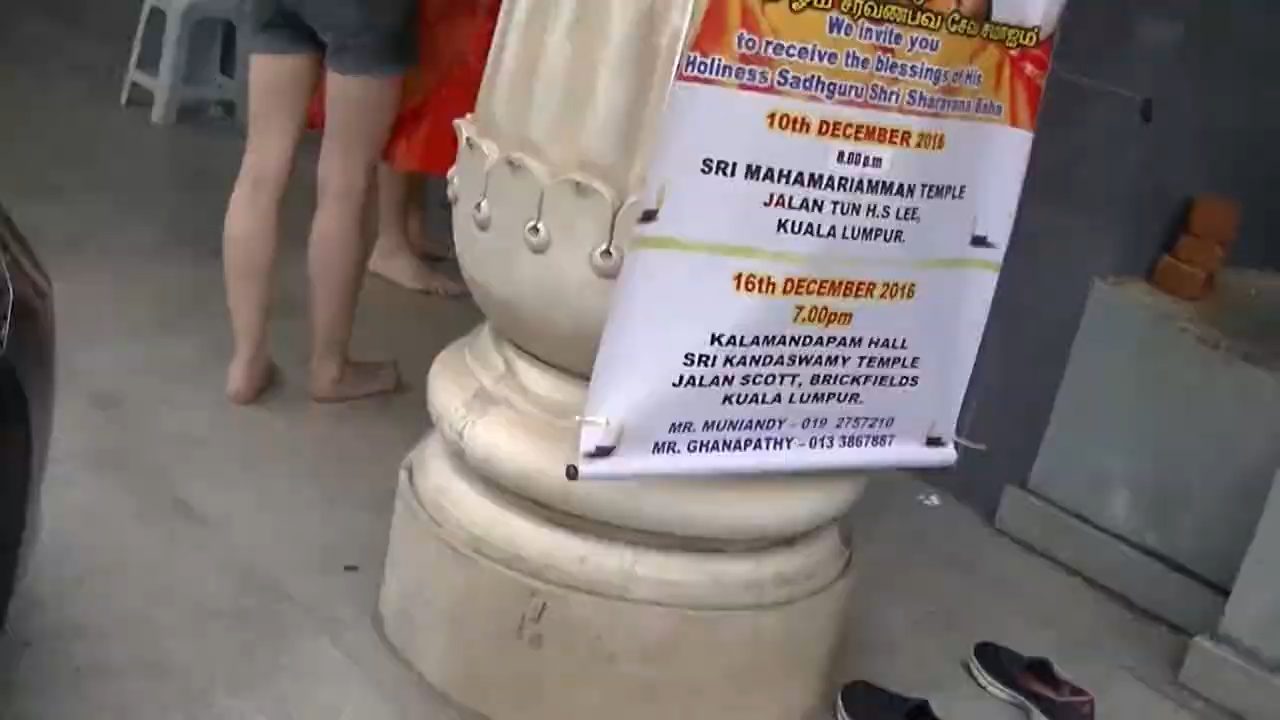 சரவணபவ சேவ சமாஜம்
We invite you
to receive the blessings of His
Holiness Sadhguru Shri Sharavana Baba
10th DECEMBER 2016
8.00 p.m
SRI MAHAMARIAMMAN TEMPLE
JALAN TUN H.S LEE,
KUALA LUMPUR.
16th DECEMBER 2016
7.00pm
KALAMANDAPAM HALL
SRI KANDASWAMY TEMPLE
JALAN SCOTT, BRICKFIELDS
KUALA LUMPUR.
MR. MUNIANDY - 019 2757210
MR. GHANAPATHY - 013 3867887